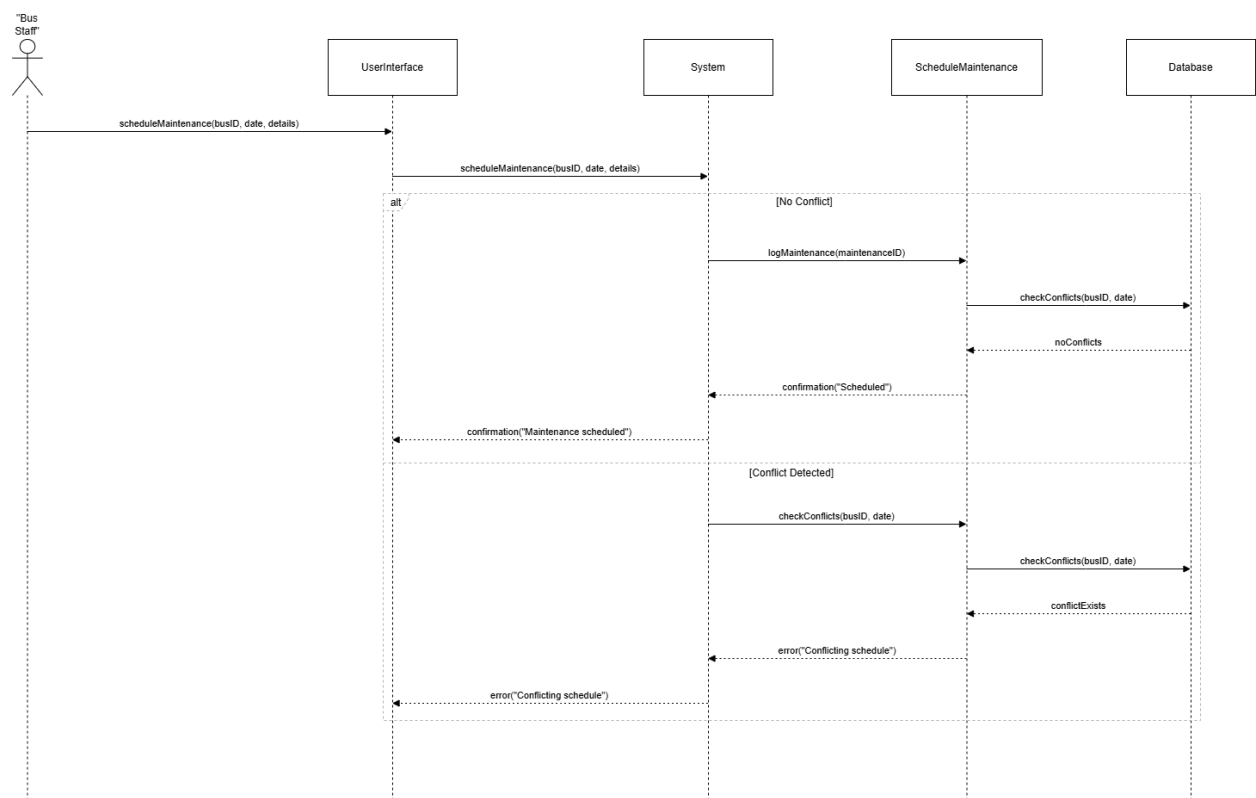 "Bus
Staff"
UserInterface
System
ScheduleMaintenance
Database
scheduleMaintenance(busID, date, details)
scheduleMaintenance(busID, date, details)
alt
[No Conflict]
logMaintenance(maintenanceID)
checkConflicts(busID, date)
noConflicts
confirmation("Scheduled")
confirmation("Maintenance scheduled")
[Conflict Detected]
checkConflicts(busID, date)
checkConflicts(busID, date)
conflictExists
error("Conflicting schedule")
error("Conflicting schedule")